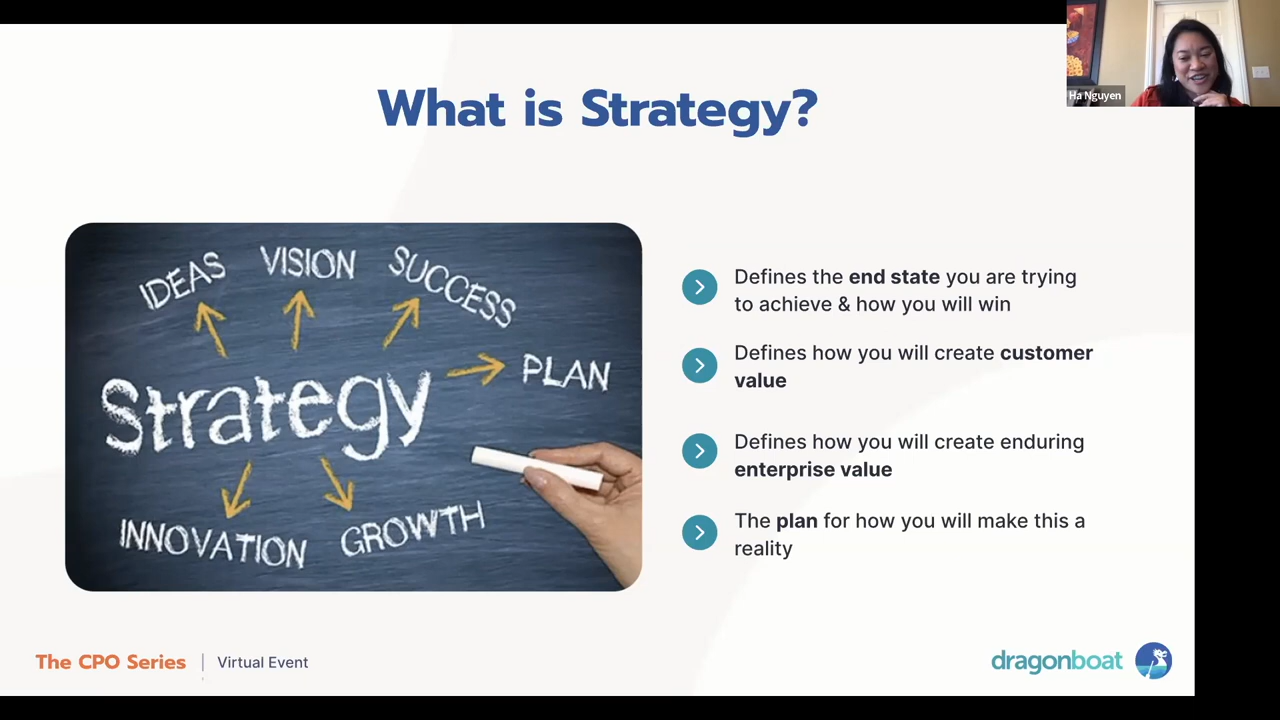 Ha Nguyen
What is Strategy?
IDEAS
VISION
SUCCESS
Strategy
PLAN
INNOVATION
GROWTH
Defines the end state you are trying
to achieve & how you will win
Defines how you will create customer
value
Defines how you will create enduring
enterprise value
The plan for how you will make this a
reality
The CPO Series | Virtual Event
dragonboat